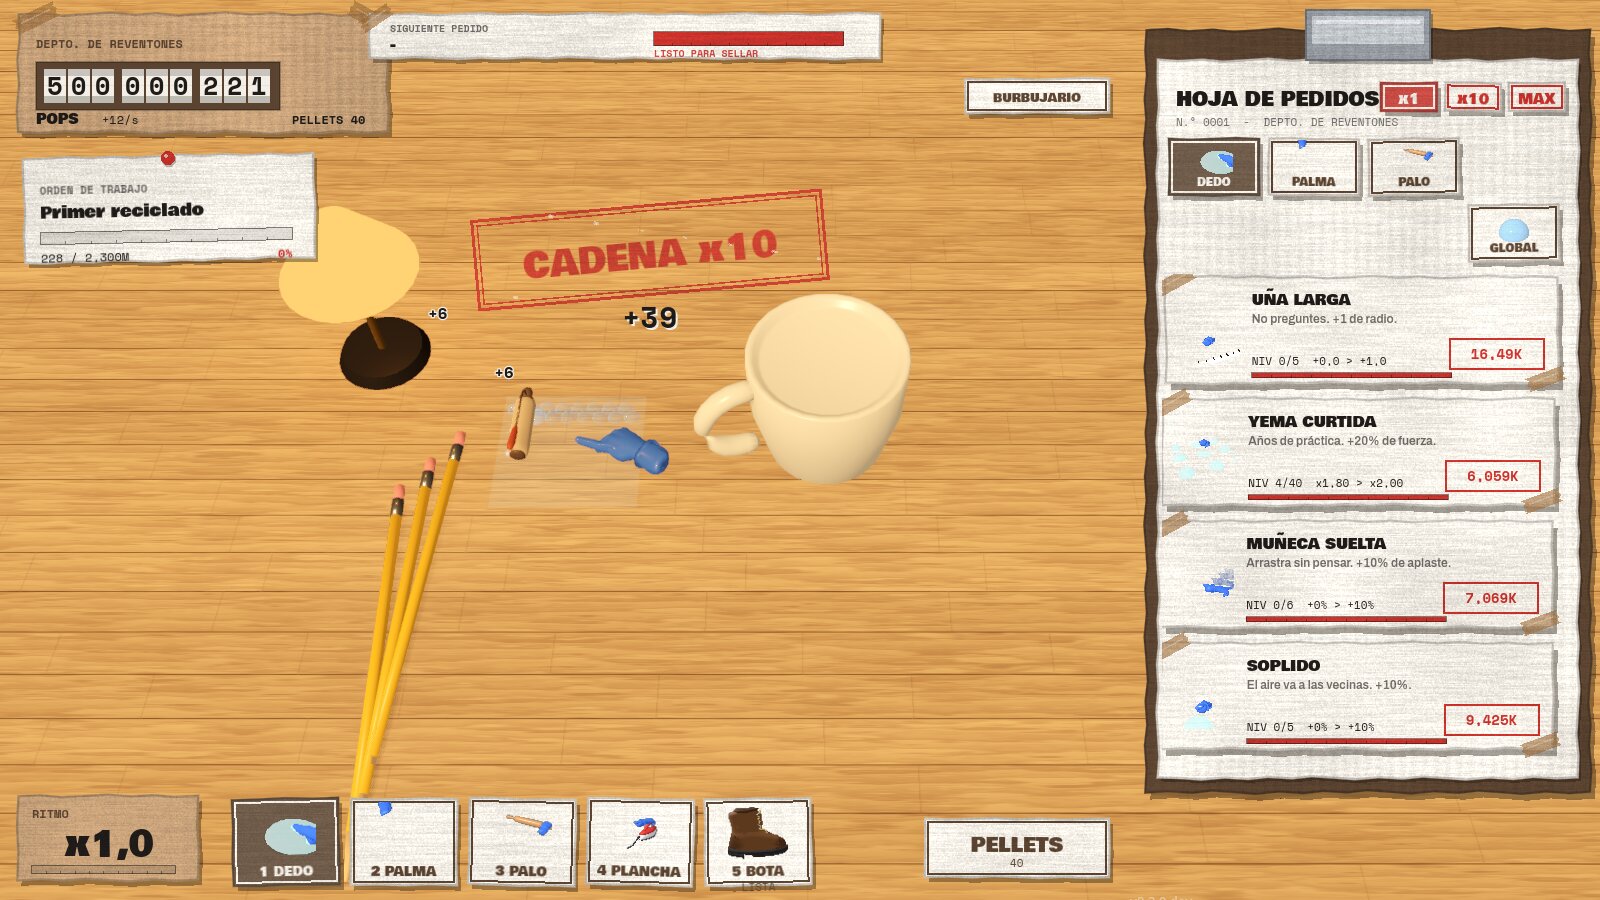 DEPTO. DE REVENTONES
500 000 221
POPS +12/s PELLETS 40
SIGUIENTE PEDIDO
-
LISTO PARA SELLAR
BURBUJARIO
ORDEN DE TRABAJO
Primer reciclado
0%
228 / 2,300M
CADENA x10
+39
+6
+6
HOJA DE PEDIDOS x1 x10 MAX
N.° 0001 - DEPTO. DE REVENTONES
DEDO PALMA PALO
GLOBAL
UÑA LARGA
No preguntes. +1 de radio.
NIV 0/5 +0,0 > +1,0
16,49K
YEMA CURTIDA
Años de práctica. +20% de fuerza.
NIV 4/40 x1,80 > x2,00
6,059K
MUÑECA SUELTA
Arrastra sin pensar. +10% de aplaste.
NIV 0/6 +0% > +10%
7,069K
SOPLIDO
El aire va a las vecinas. +10%.
NIV 0/5 +0% > +10%
9,425K
RITMO
x1,0
1 DEDO
2 PALMA
3 PALO
4 PLANCHA
5 BOTA
LISTA
PELLETS
40